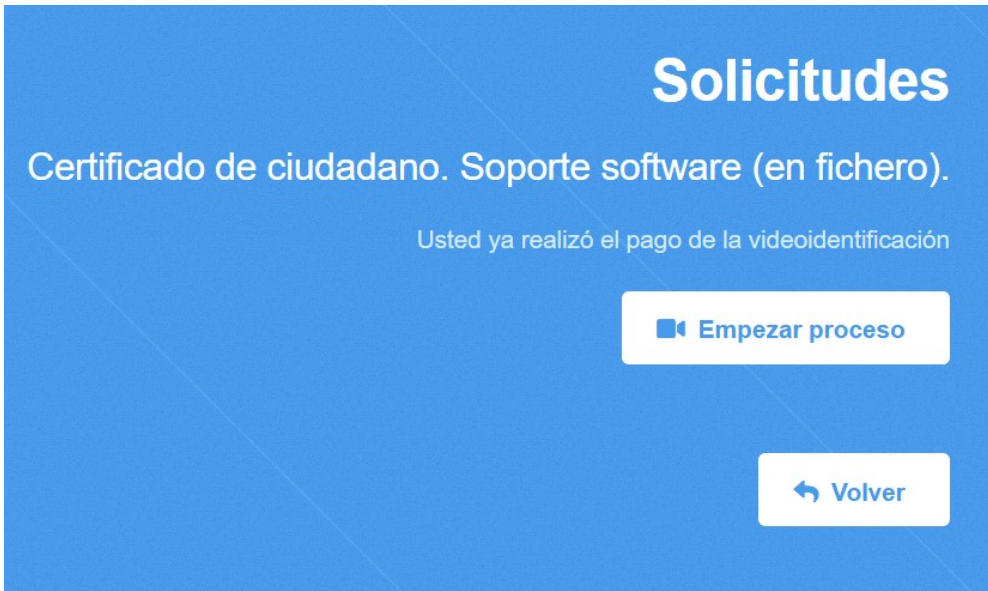 Solicitudes
Certificado de ciudadano. Soporte software (en fichero).
Usted ya realizó el pago de la videoidentificación
Empezar proceso
Volver